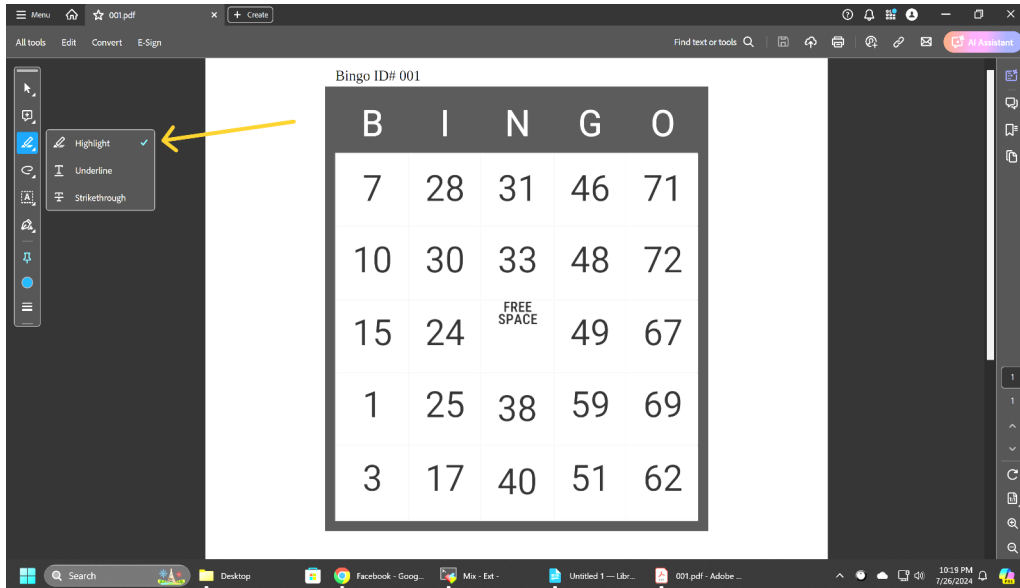 Menu
001.pdf
Create
All tools Edit Convert E-Sign
Find text or tools
AI Assistant
Highlight
Underline
Strikethrough
Bingo ID# 001
B I N G O
7 28 31 46 71
10 30 33 48 72
FREE
SPACE
15 24 49 67
1 25 38 59 69
3 17 40 51 62
1
1
Search
Desktop
Facebook - Goog...
Mix - Ext -
Untitled 1 — Libr...
001.pdf - Adobe ...
10:19 PM
7/26/2024